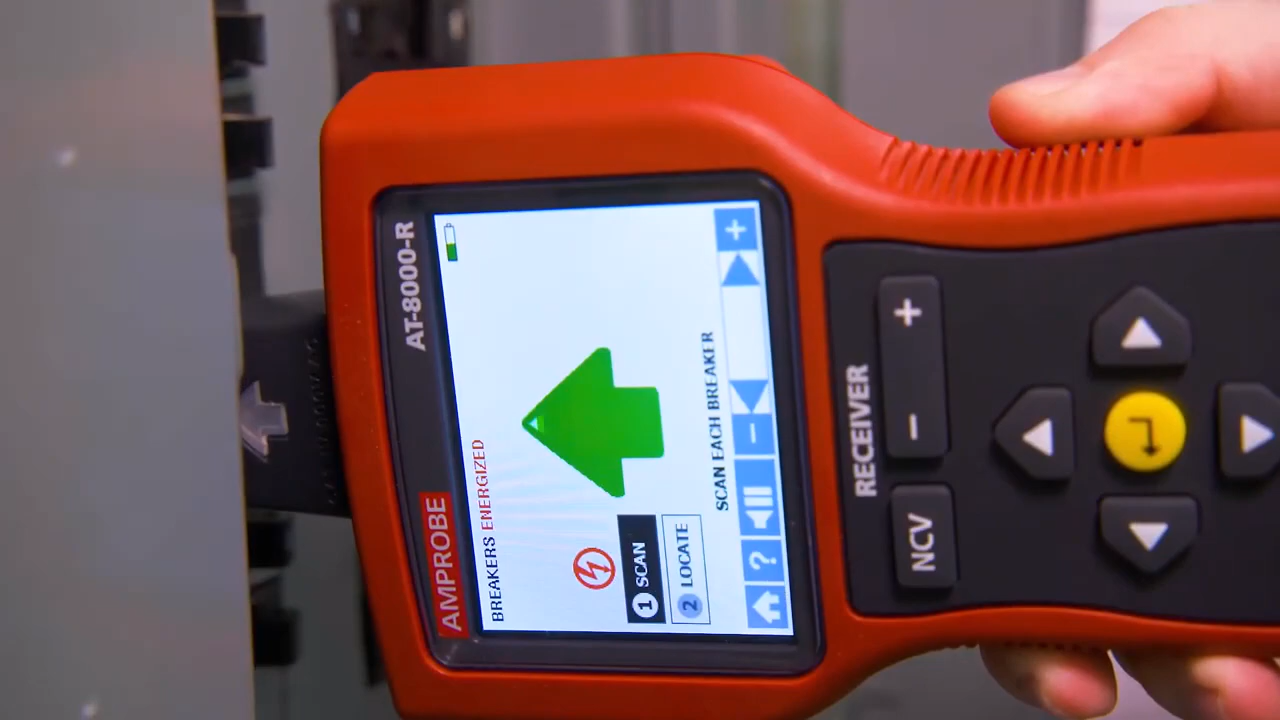 AMPROBE
AT-8000-R
BREAKERS ENERGIZED
1 SCAN
2 LOCATE
SCAN EACH BREAKER
?
-
+
RECEIVER
NCV
-
+